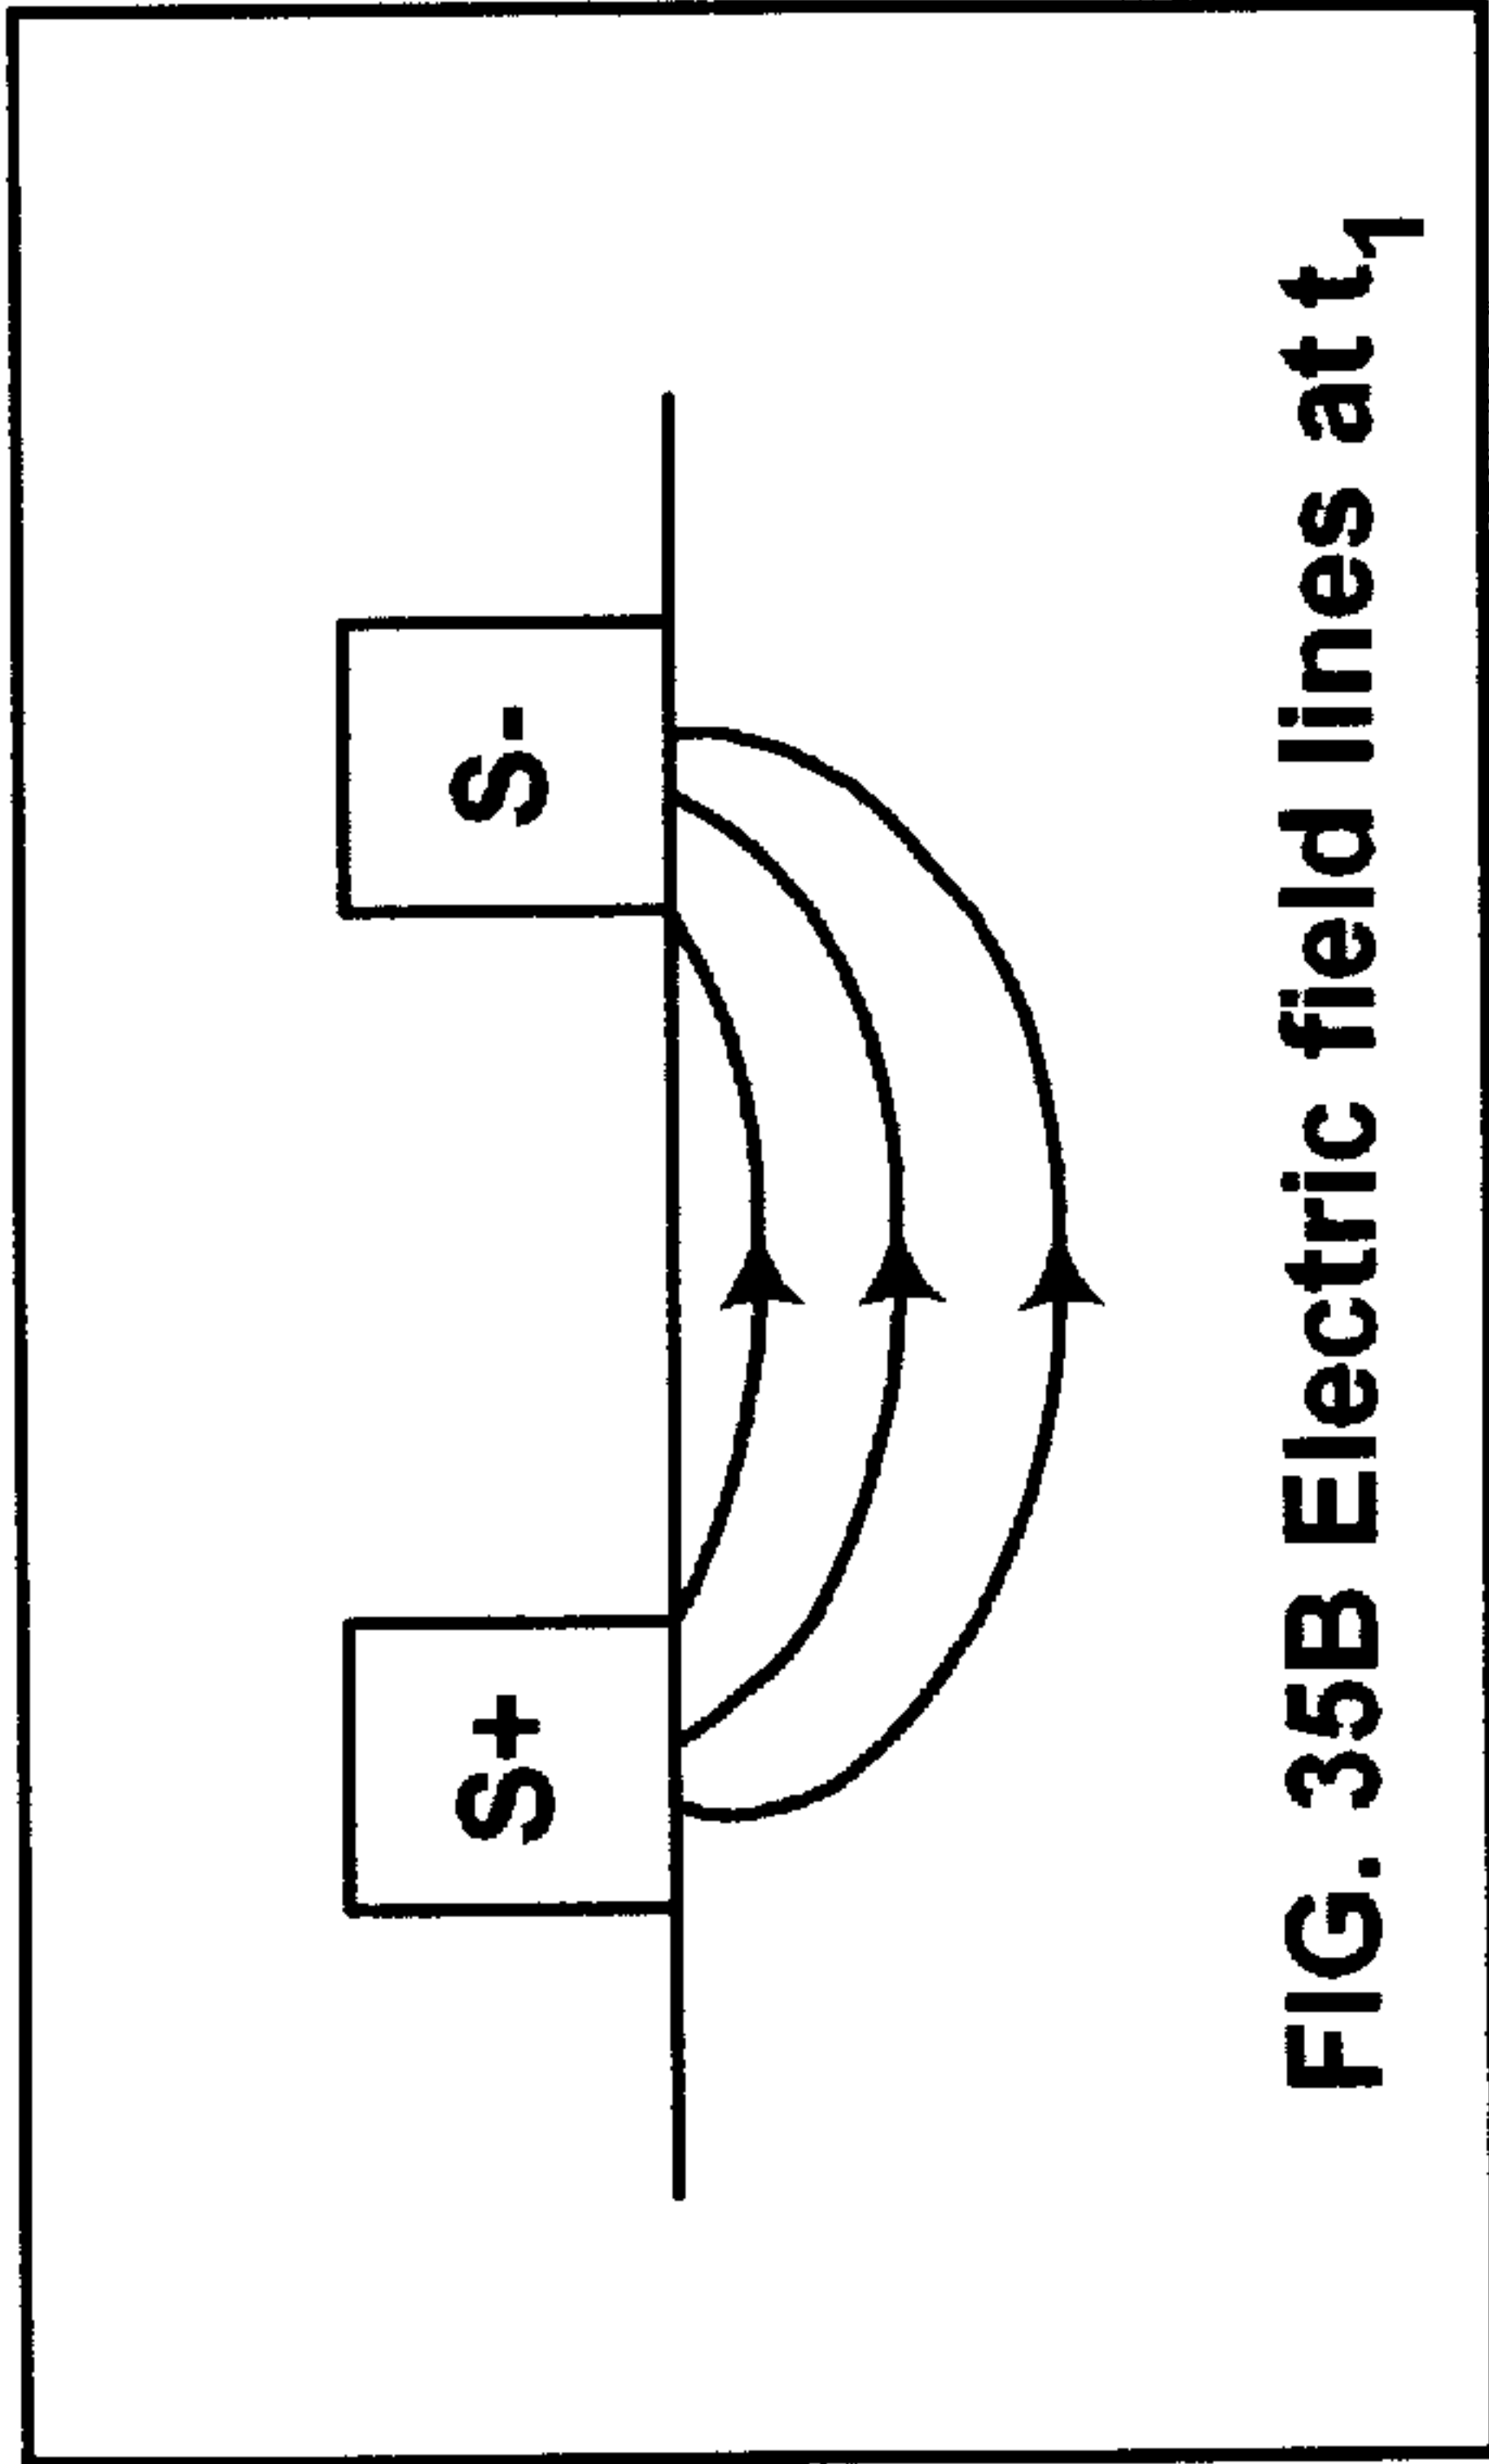 S+
S-
FIG. 35B Electric field lines at t₁